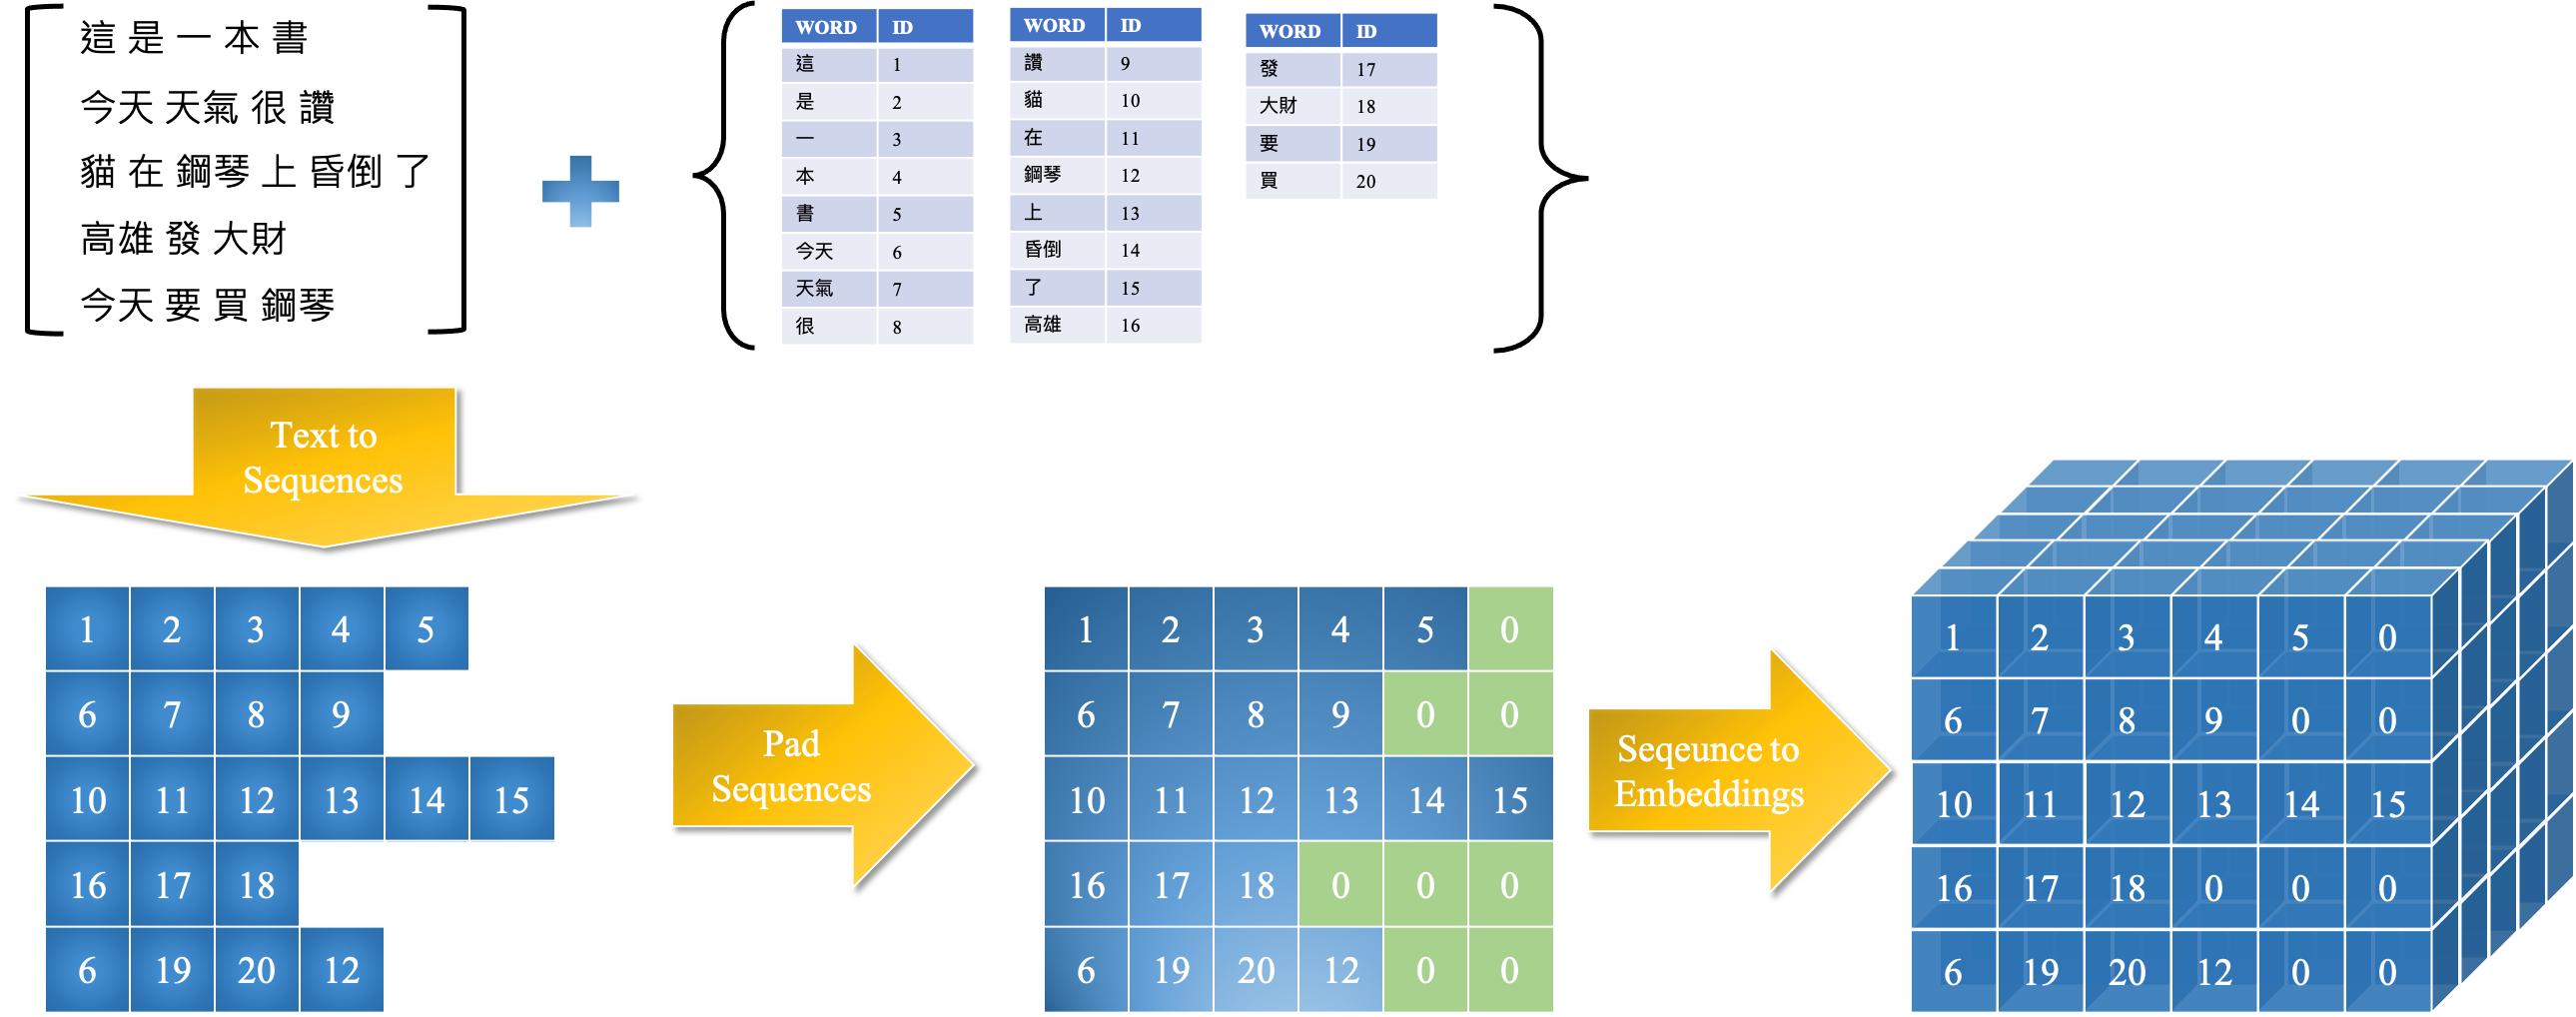 這 是 一 本 書
今天 天氣 很 讚
貓 在 鋼琴 上 昏倒 了
高雄 發 大財
今天 要 買 鋼琴
WORD ID
這 1
是 2
一 3
本 4
書 5
今天 6
天氣 7
很 8
WORD ID
讚 9
貓 10
在 11
鋼琴 12
上 13
昏倒 14
了 15
高雄 16
WORD ID
發 17
大財 18
要 19
買 20
Text to
Sequences
1 2 3 4 5
6 7 8 9
10 11 12 13 14 15
16 17 18
6 19 20 12
Pad
Sequences
1 2 3 4 5 0
6 7 8 9 0 0
10 11 12 13 14 15
16 17 18 0 0 0
6 19 20 12 0 0
Seqeunce to
Embeddings
1 2 3 4 5 0
6 7 8 9 0 0
10 11 12 13 14 15
16 17 18 0 0 0
6 19 20 12 0 0